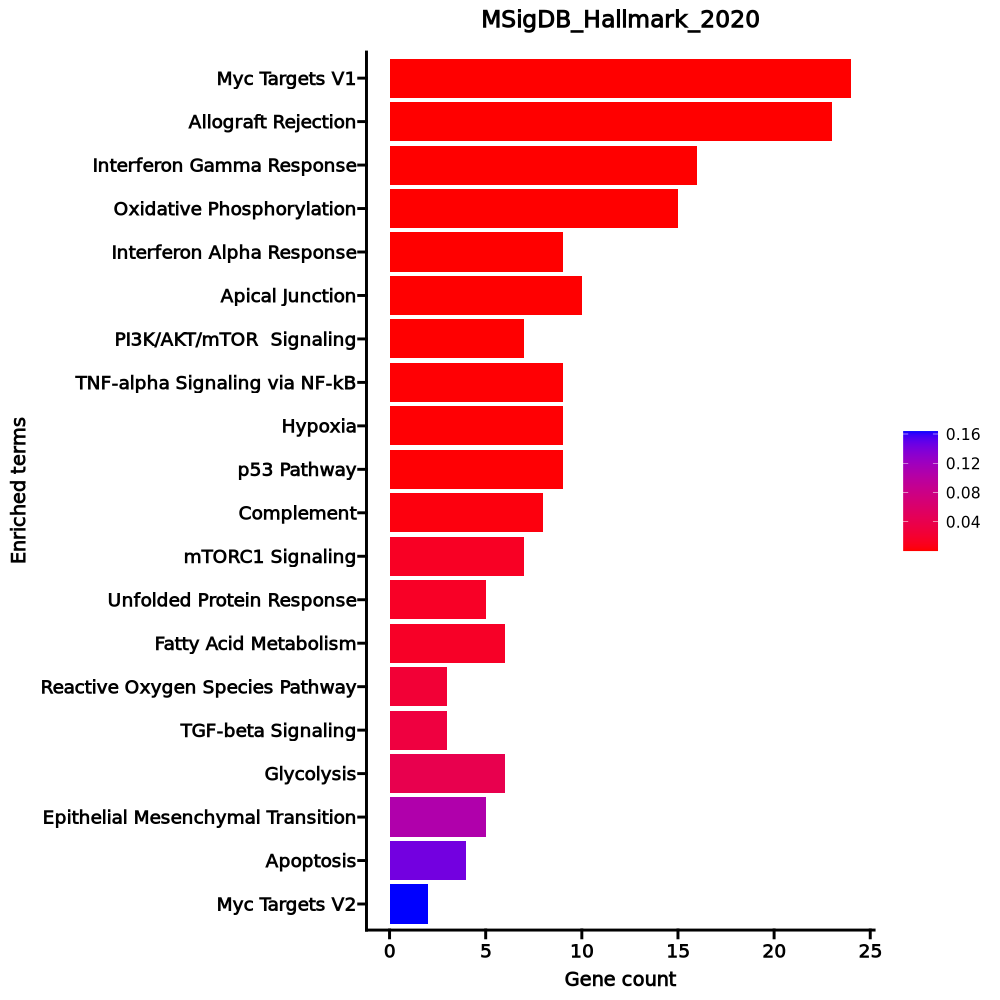 MSigDB_Hallmark_2020
Myc Targets V1
Allograft Rejection
Interferon Gamma Response
Oxidative Phosphorylation
Interferon Alpha Response
Apical Junction
PI3K/AKT/mTOR  Signaling
TNF-alpha Signaling via NF-kB
Hypoxia
p53 Pathway
Complement
mTORC1 Signaling
Unfolded Protein Response
Fatty Acid Metabolism
Reactive Oxygen Species Pathway
TGF-beta Signaling
Glycolysis
Epithelial Mesenchymal Transition
Apoptosis
Myc Targets V2
Enriched terms
0 5 10 15 20 25
Gene count
0.16
0.12
0.08
0.04